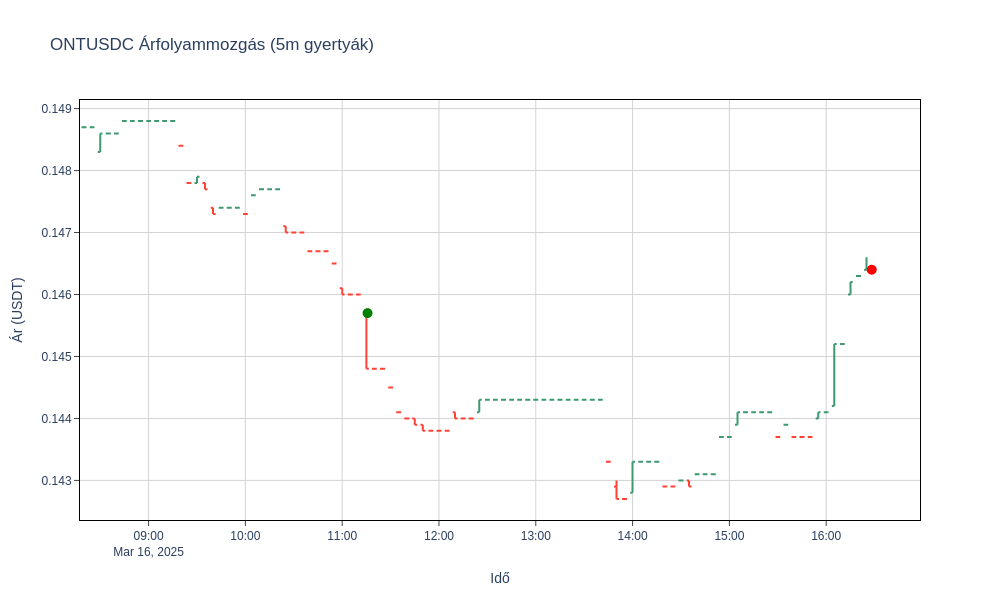 ONTUSDC Árfolyammozgás (5m gyertyák)
0.149
0.148
0.147
0.146
0.145
0.144
0.143
Ár (USDT)
09:00 10:00 11:00 12:00 13:00 14:00 15:00 16:00
Mar 16, 2025
Idő